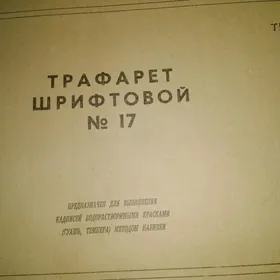 ТРАФАРЕТ
ШРИФТОВОЙ
№ 17
ПРЕДНАЗНАЧЕН ДЛЯ ВЫПОЛНЕНИЯ
НАДПИСЕЙ ВОДОРАСТВОРИМЫМИ КРАСКАМИ
(ГУАШЬ, ТЕМПЕРА) МЕТОДОМ НАБИВКИ